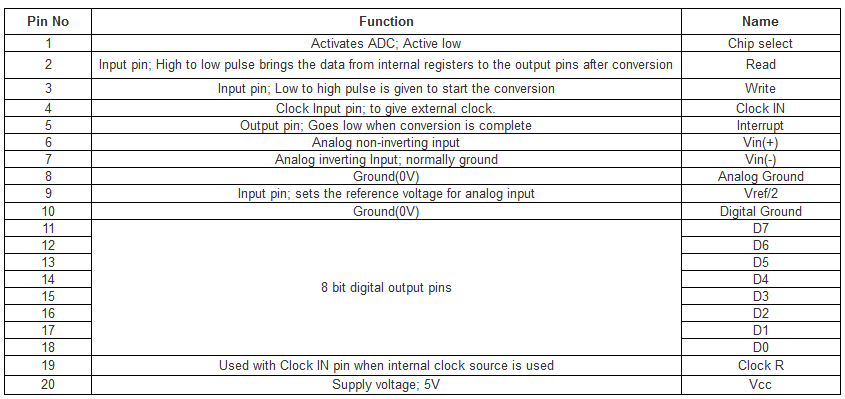 Pin No Function Name
1 Activates ADC; Active low Chip select
2 Input pin; High to low pulse brings the data from internal registers to the output pins after conversion Read
3 Input pin; Low to high pulse is given to start the conversion Write
4 Clock Input pin; to give external clock. Clock IN
5 Output pin; Goes low when conversion is complete Interrupt
6 Analog non-inverting input Vin(+)
7 Analog inverting Input; normally ground Vin(-)
8 Ground(0V) Analog Ground
9 Input pin; sets the reference voltage for analog input Vref/2
10 Ground(0V) Digital Ground
11 D7
12 D6
13 D5
14 D4
8 bit digital output pins
15 D3
16 D2
17 D1
18 D0
19 Used with Clock IN pin when internal clock source is used Clock R
20 Supply voltage; 5V Vcc